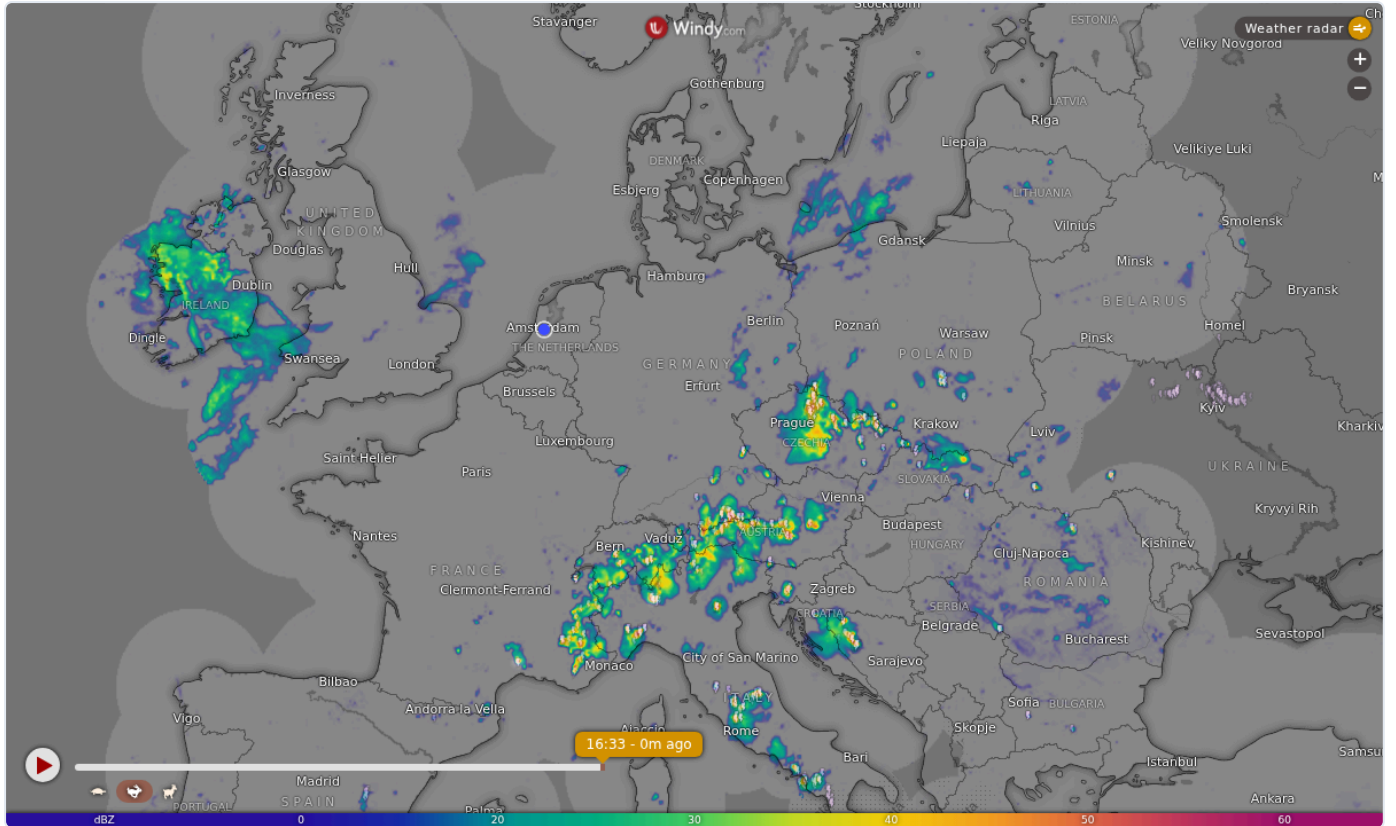 Stockholm
Stavanger
ESTONIA
Windy.com
Weather radar
Veliky Novgorod
+
−
Gothenburg
Inverness
LATVIA
Riga
Liepaja
Velikiye Luki
DENMARK
Glasgow
Copenhagen
Esbjerg
LITHUANIA
UNITED
KINGDOM
Vilnius
Smolensk
Gdansk
Douglas
Hull
Minsk
Hamburg
Dublin
Bryansk
BELARUS
IRELAND
Berlin
Poznań
Homel
Amsterdam
Warsaw
Dingle
Pinsk
THE NETHERLANDS
POLAND
Swansea
London
GERMANY
Erfurt
Brussels
Kyiv
Prague
Krakow
Kharkiv
Lviv
Luxembourg
CZECHIA
Saint Helier
UKRAINE
Paris
SLOVAKIA
Vienna
Kryvyi Rih
Budapest
Nantes
AUSTRIA
Vaduz
Bern
HUNGARY
Kishinev
Cluj-Napoca
FRANCE
ROMANIA
Clermont-Ferrand
Zagreb
SERBIA
CROATIA
Belgrade
Sevastopol
Bucharest
City of San Marino
Sarajevo
Monaco
Bilbao
ITALY
Sofia
BULGARIA
Andorra la Vella
Vigo
Skopje
Ajaccio
Rome
16:33 - 0m ago
Bari
Istanbul
Samsu
Madrid
SPAIN
Ankara
PORTUGAL
Palma
dBZ 0 20 30 40 50 60